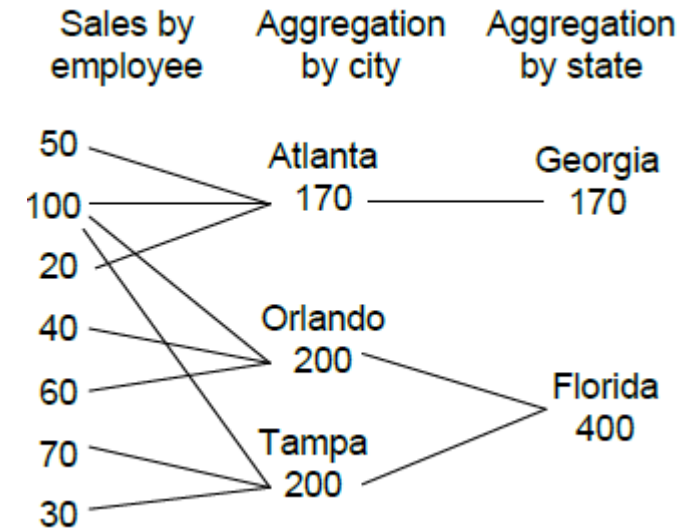 Sales by
employee
Aggregation
by city
Aggregation
by state
50
100
20
40
60
70
30
Atlanta
170
Orlando
200
Tampa
200
Georgia
170
Florida
400